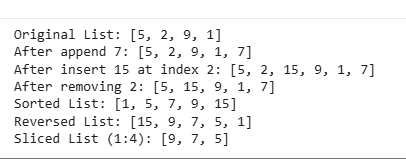 Original List: [5, 2, 9, 1]
After append 7: [5, 2, 9, 1, 7]
After insert 15 at index 2: [5, 2, 15, 9, 1, 7]
After removing 2: [5, 15, 9, 1, 7]
Sorted List: [1, 5, 7, 9, 15]
Reversed List: [15, 9, 7, 5, 1]
Sliced List (1:4): [9, 7, 5]